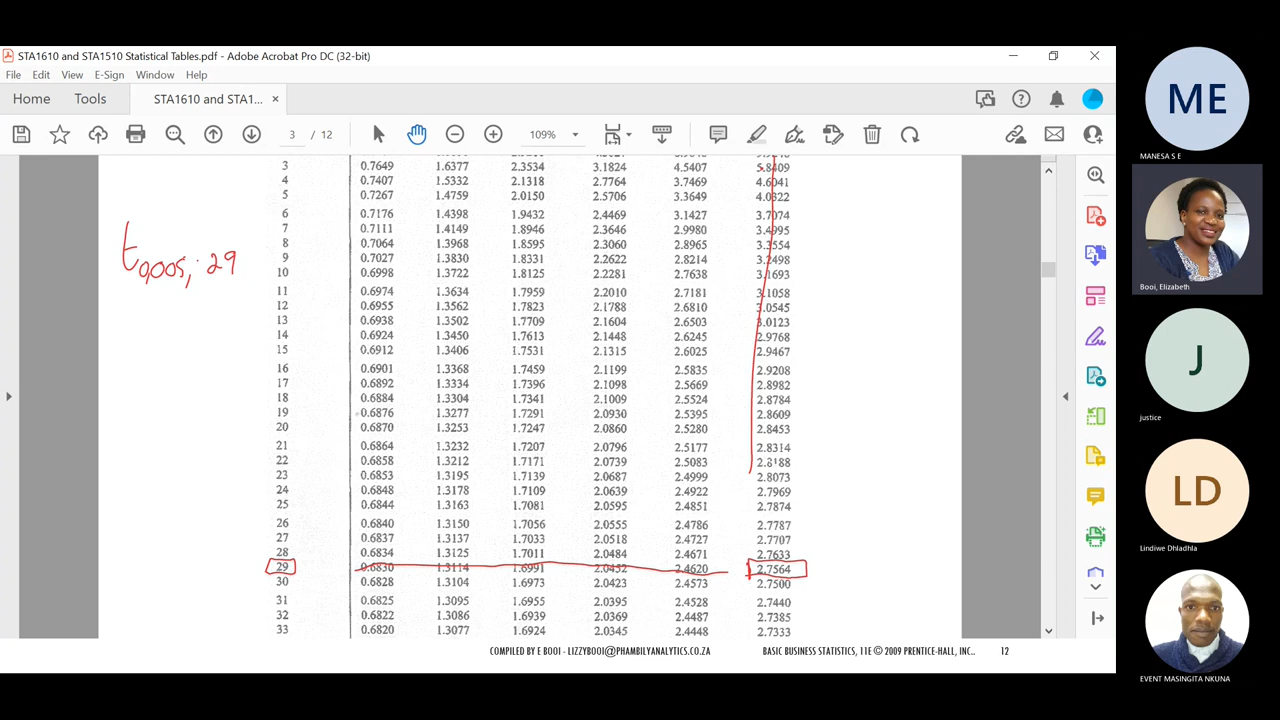 STA1610 and STA1510 Statistical Tables.pdf - Adobe Acrobat Pro DC (32-bit)
File Edit View E-Sign Window Help
Home Tools STA1610 and STA1... ×
3 / 12 109%
3 0.7649 1.6377 2.3534 3.1824 4.5407 5.8409
4 0.7407 1.5332 2.1318 2.7764 3.7469 4.6041
5 0.7267 1.4759 2.0150 2.5706 3.3649 4.0322
6 0.7176 1.4398 1.9432 2.4469 3.1427 3.7074
7 0.7111 1.4149 1.8946 2.3646 2.9980 3.4995
8 0.7064 1.3968 1.8595 2.3060 2.8965 3.3554
9 0.7027 1.3830 1.8331 2.2622 2.8214 3.2498
10 0.6998 1.3722 1.8125 2.2281 2.7638 3.1693
11 0.6974 1.3634 1.7959 2.2010 2.7181 3.1058
12 0.6955 1.3562 1.7823 2.1788 2.6810 3.0545
13 0.6938 1.3502 1.7709 2.1604 2.6503 3.0123
14 0.6924 1.3450 1.7613 2.1448 2.6245 2.9768
15 0.6912 1.3406 1.7531 2.1315 2.6025 2.9467
16 0.6901 1.3368 1.7459 2.1199 2.5835 2.9208
17 0.6892 1.3334 1.7396 2.1098 2.5669 2.8982
18 0.6884 1.3304 1.7341 2.1009 2.5524 2.8784
19 0.6876 1.3277 1.7291 2.0930 2.5395 2.8609
20 0.6870 1.3253 1.7247 2.0860 2.5280 2.8453
21 0.6864 1.3232 1.7207 2.0796 2.5177 2.8314
22 0.6858 1.3212 1.7171 2.0739 2.5083 2.8188
23 0.6853 1.3195 1.7139 2.0687 2.4999 2.8073
24 0.6848 1.3178 1.7109 2.0639 2.4922 2.7969
25 0.6844 1.3163 1.7081 2.0595 2.4851 2.7874
26 0.6840 1.3150 1.7056 2.0555 2.4786 2.7787
27 0.6837 1.3137 1.7033 2.0518 2.4727 2.7707
28 0.6834 1.3125 1.7011 2.0484 2.4671 2.7633
29 0.6830 1.3114 1.6991 2.0452 2.4620 2.7564
30 0.6828 1.3104 1.6973 2.0423 2.4573 2.7500
31 0.6825 1.3095 1.6955 2.0395 2.4528 2.7440
32 0.6822 1.3086 1.6939 2.0369 2.4487 2.7385
33 0.6820 1.3077 1.6924 2.0345 2.4448 2.7333
t0,005; 29
COMPILED BY E BOOI - LIZZYBOOI@PHAMBILYANALYTICS.CO.ZA BASIC BUSINESS STATISTICS, 11E © 2009 PRENTICE-HALL, INC.. 12
ME
MANESA S E
Booi, Elizabeth
J
justice
LD
Lindiwe Dhladhla
EVENT MASINGITA NKUNA